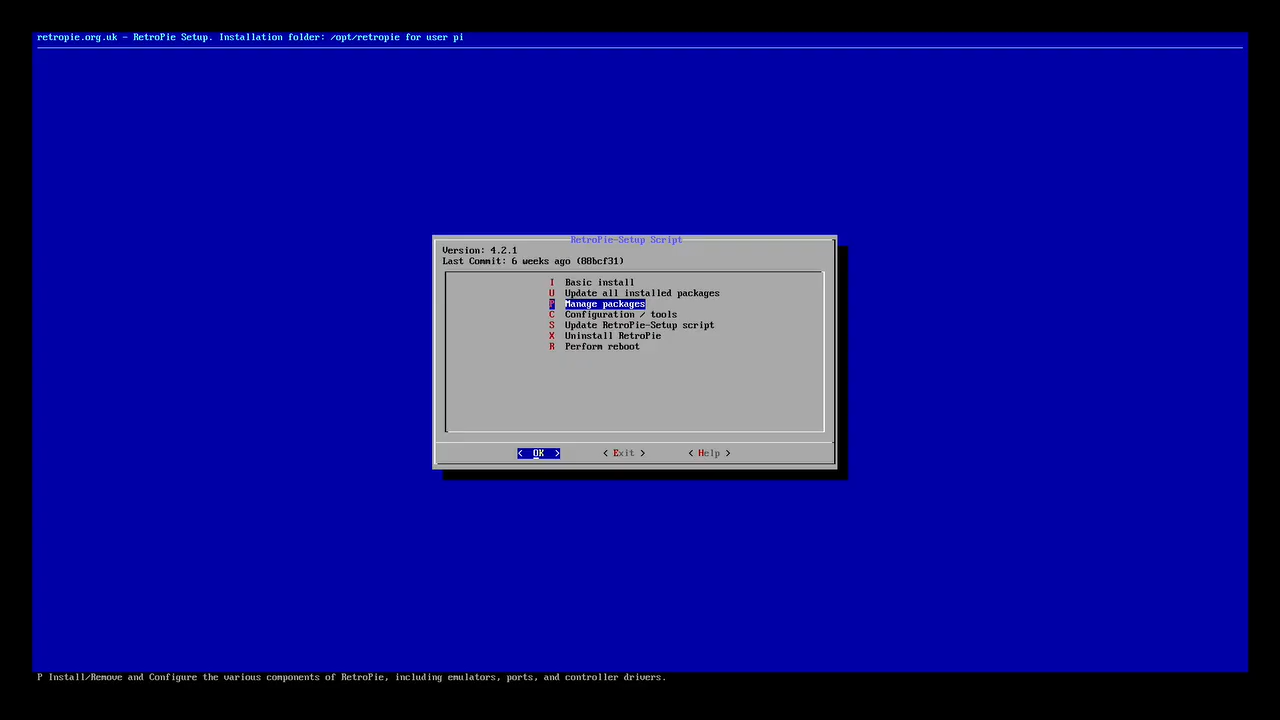 retropie.org.uk - RetroPie Setup. Installation folder: /opt/retropie for user pi
RetroPie-Setup Script
Version: 4.2.1
Last Commit: 6 weeks ago (88bcf31)
I Basic install
U Update all installed packages
P Manage packages
C Configuration / tools
S Update RetroPie-Setup script
X Uninstall RetroPie
R Perform reboot
< OK > < Exit > < Help >
P Install/Remove and Configure the various components of RetroPie, including emulators, ports, and controller drivers.